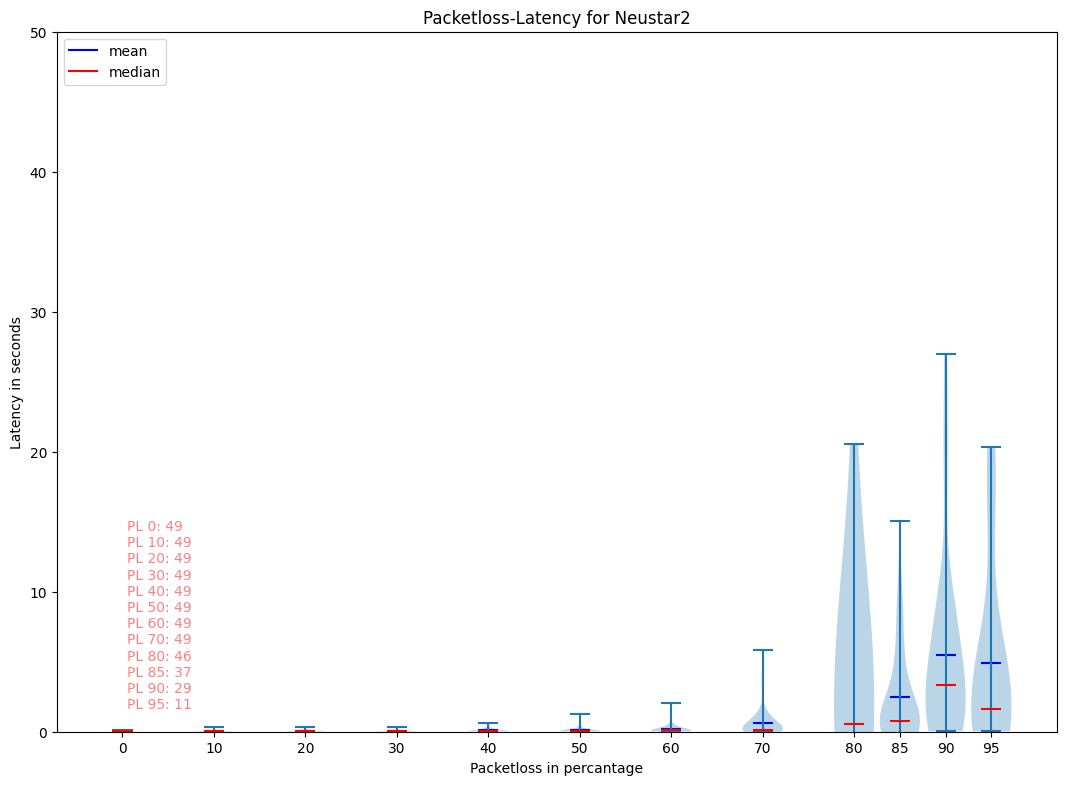 Packetloss-Latency for Neustar2
mean
median
50
40
30
20
10
0
Latency in seconds
PL 0: 49
PL 10: 49
PL 20: 49
PL 30: 49
PL 40: 49
PL 50: 49
PL 60: 49
PL 70: 49
PL 80: 46
PL 85: 37
PL 90: 29
PL 95: 11
0 10 20 30 40 50 60 70 80 85 90 95
Packetloss in percantage